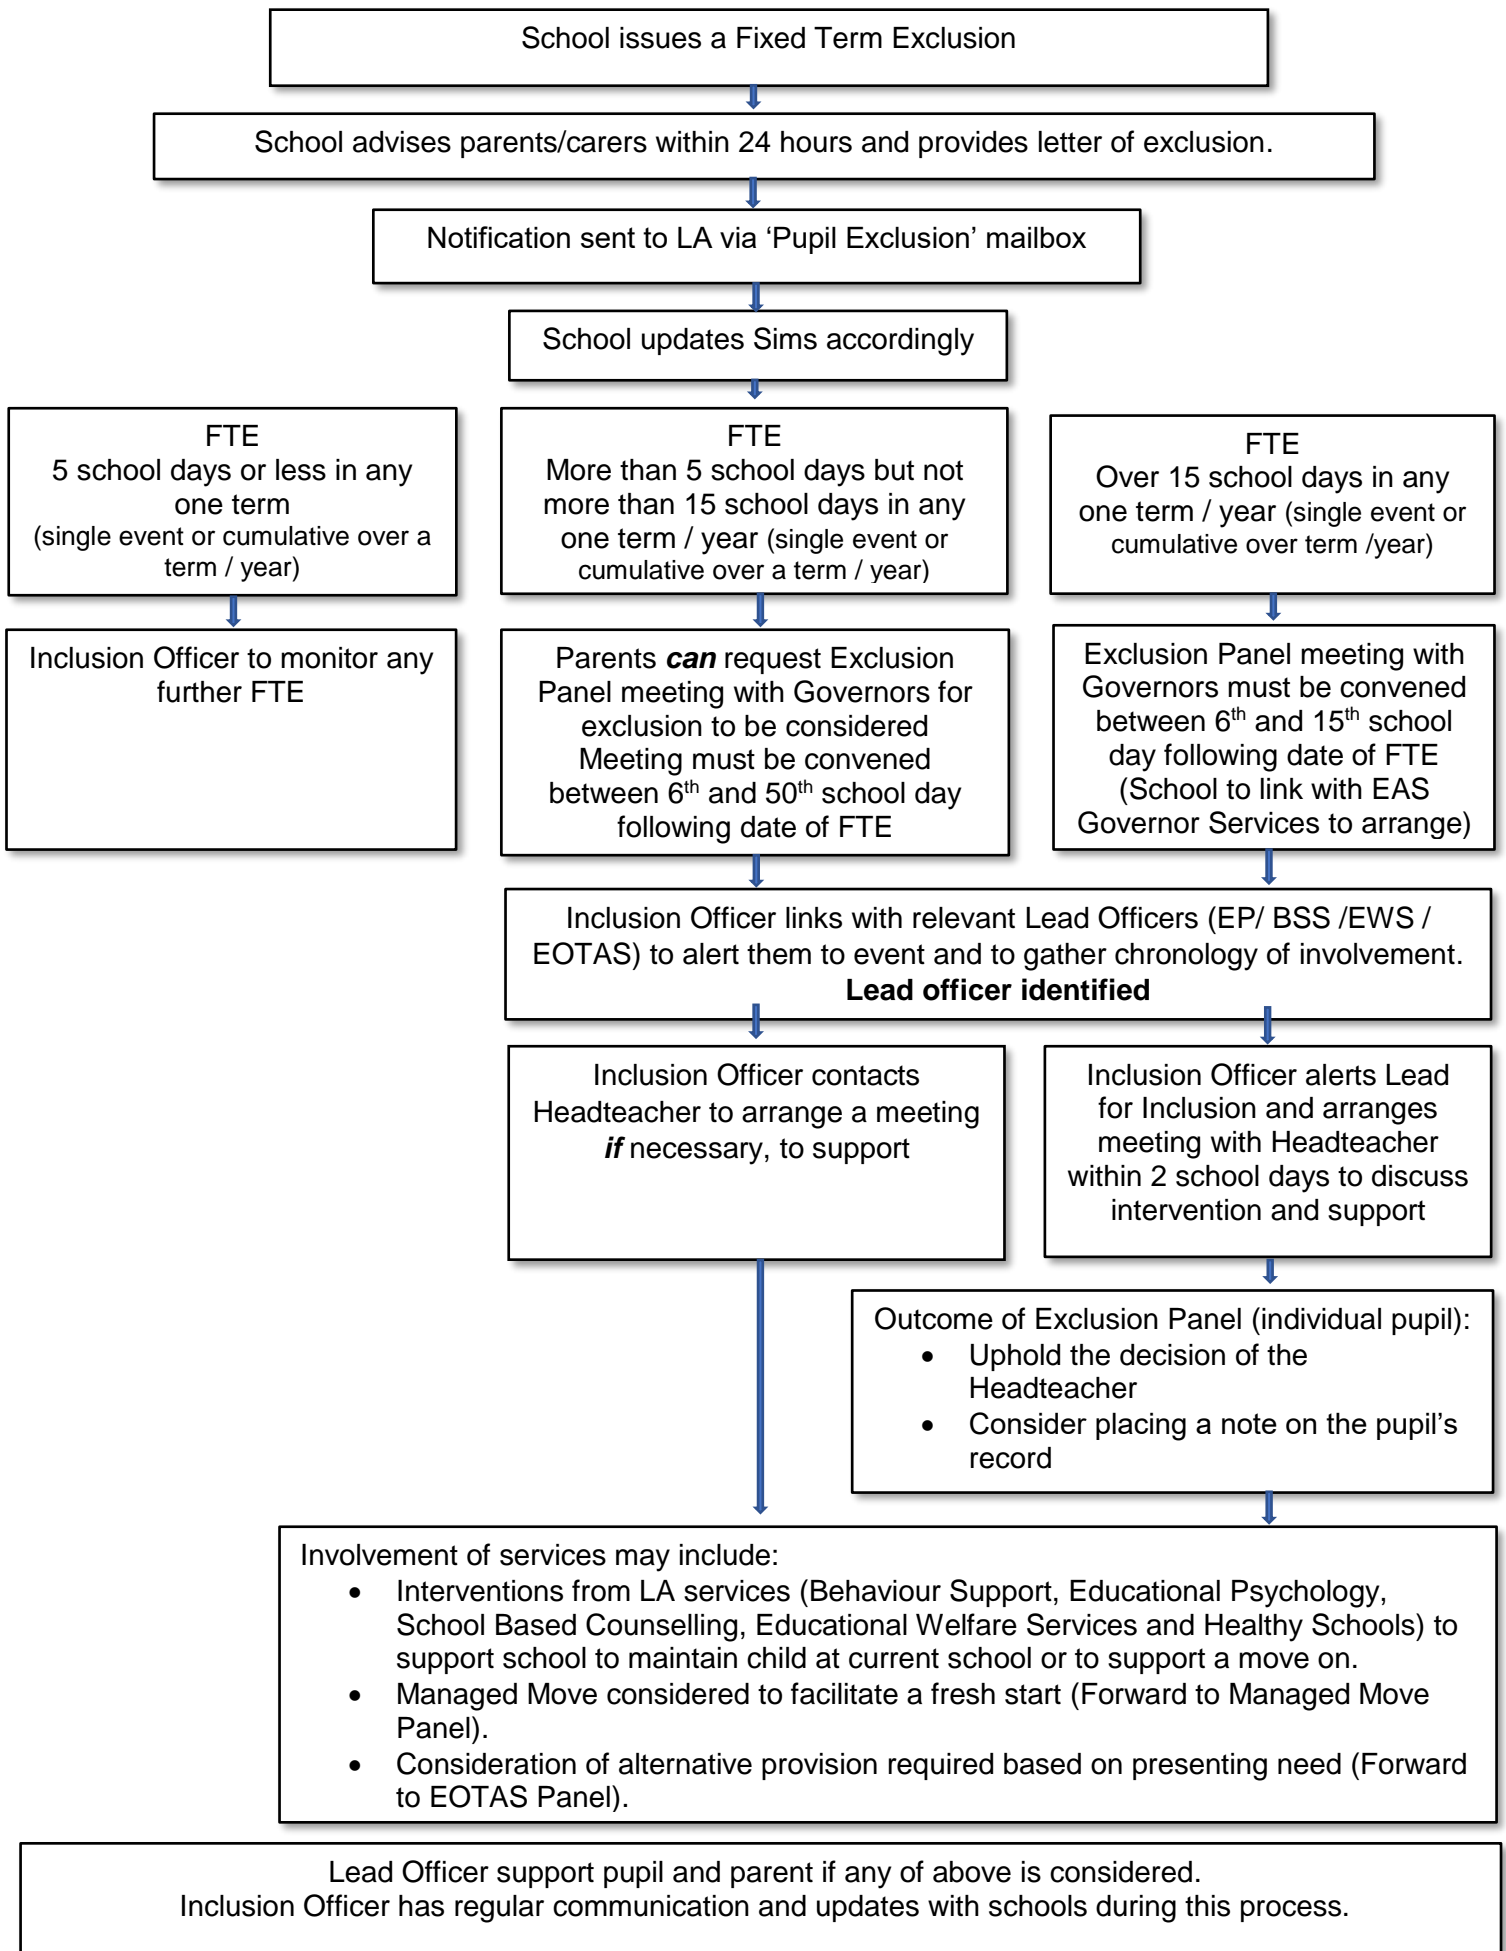 School issues a Fixed Term Exclusion
School advises parents/carers within 24 hours and provides letter of exclusion.
Notification sent to LA via ‘Pupil Exclusion’ mailbox
School updates Sims accordingly
FTE
5 school days or less in any
one term
(single event or cumulative over a
term / year)
FTE
More than 5 school days but not
more than 15 school days in any
one term / year (single event or
cumulative over a term / year)
FTE
Over 15 school days in any
one term / year (single event or
cumulative over term /year)
Inclusion Officer to monitor any
further FTE
Parents can request Exclusion
Panel meeting with Governors for
exclusion to be considered
Meeting must be convened
between 6th and 50th school day
following date of FTE
Exclusion Panel meeting with
Governors must be convened
between 6th and 15th school
day following date of FTE
(School to link with EAS
Governor Services to arrange)
Inclusion Officer links with relevant Lead Officers (EP/ BSS /EWS /
EOTAS) to alert them to event and to gather chronology of involvement.
Lead officer identified
Inclusion Officer contacts
Headteacher to arrange a meeting
if necessary, to support
Inclusion Officer alerts Lead
for Inclusion and arranges
meeting with Headteacher
within 2 school days to discuss
intervention and support
Outcome of Exclusion Panel (individual pupil):
• Uphold the decision of the
Headteacher
• Consider placing a note on the pupil’s
record
Involvement of services may include:
• Interventions from LA services (Behaviour Support, Educational Psychology,
School Based Counselling, Educational Welfare Services and Healthy Schools) to
support school to maintain child at current school or to support a move on.
• Managed Move considered to facilitate a fresh start (Forward to Managed Move
Panel).
• Consideration of alternative provision required based on presenting need (Forward
to EOTAS Panel).
Lead Officer support pupil and parent if any of above is considered.
Inclusion Officer has regular communication and updates with schools during this process.